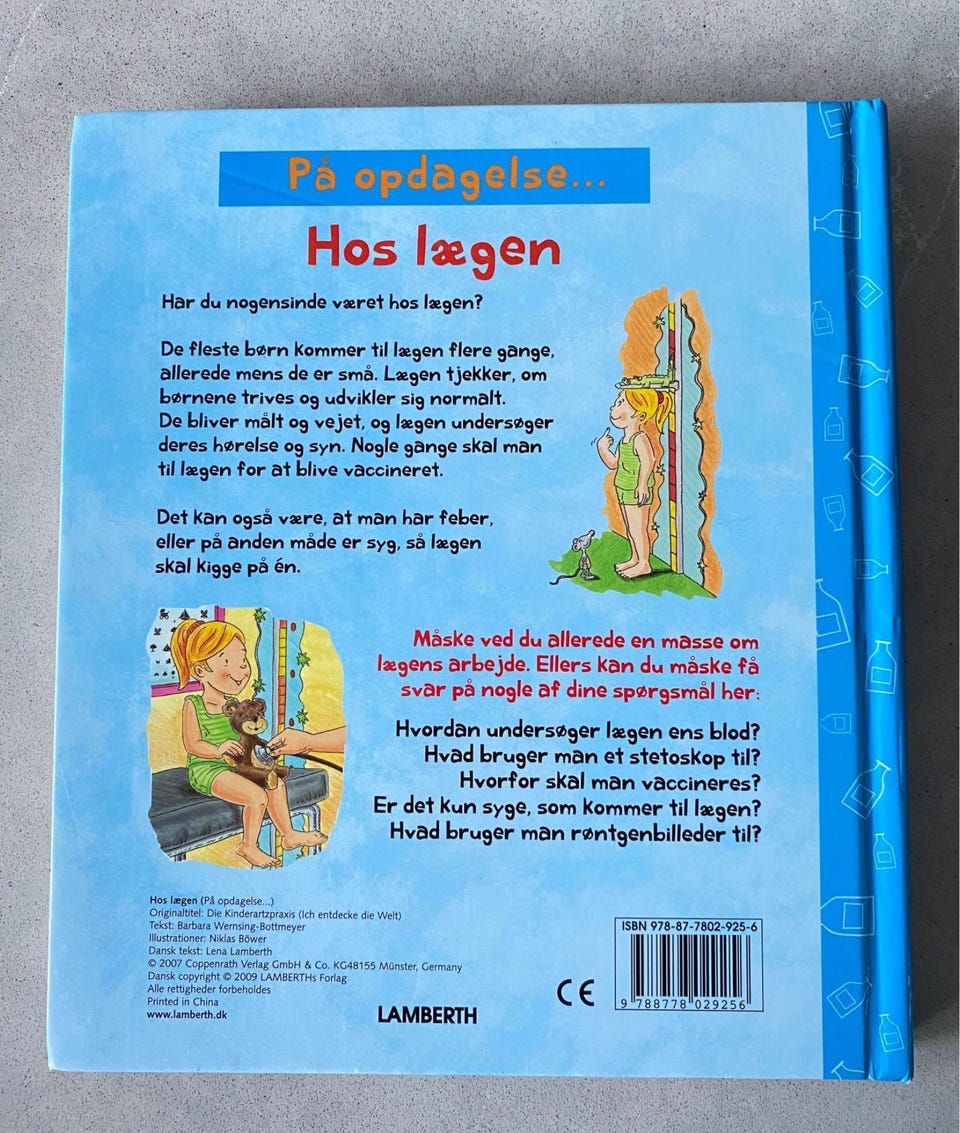 På opdagelse...
Hos lægen
Har du nogensinde været hos lægen?
De fleste børn kommer til lægen flere gange,
allerede mens de er små. Lægen tjekker, om
børnene trives og udvikler sig normalt.
De bliver målt og vejet, og lægen undersøger
deres hørelse og syn. Nogle gange skal man
til lægen for at blive vaccineret.
Det kan også være, at man har feber,
eller på anden måde er syg, så lægen
skal kigge på én.
Måske ved du allerede en masse om
lægens arbejde. Ellers kan du måske få
svar på nogle af dine spørgsmål her:
Hvordan undersøger lægen ens blod?
Hvad bruger man et stetoskop til?
Hvorfor skal man vaccineres?
Er det kun syge, som kommer til lægen?
Hvad bruger man røntgenbilleder til?
Hos lægen (På opdagelse...)
Originaltitel: Die Kinderartzpraxis (Ich entdecke die Welt)
Tekst: Barbara Wernsing-Bottmeyer
Illustrationer: Niklas Böwer
Dansk tekst: Lena Lamberth
© 2007 Coppenrath Verlag GmbH & Co. KG48155 Münster, Germany
Dansk copyright © 2009 LAMBERTHs Forlag
Alle rettigheder forbeholdes
Printed in China
www.lamberth.dk
LAMBERTH
CE
ISBN 978-87-7802-925-6
9 788778 029256